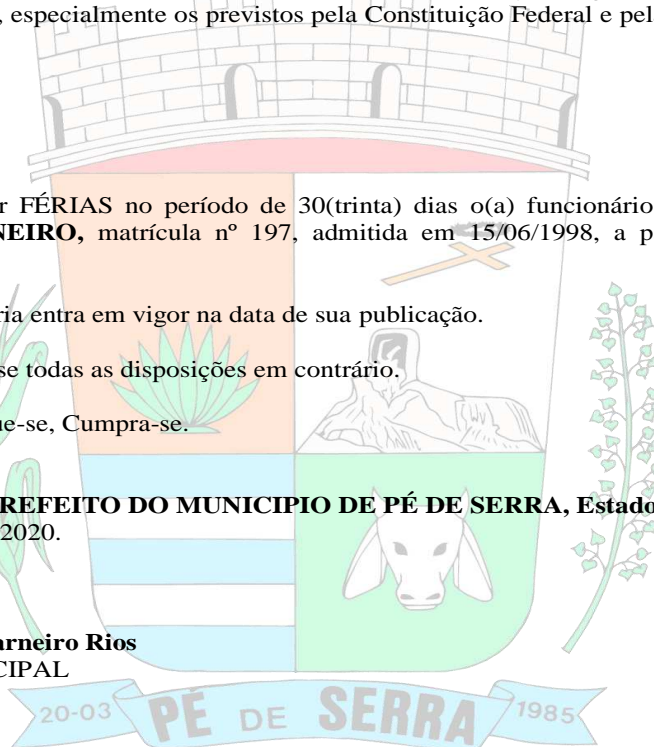 , especialmente os previstos pela Constituição Federal e pel
r FÉRIAS no período de 30(trinta) dias o(a) funcionário
NEIRO, matrícula nº 197, admitida em 15/06/1998, a p
ria entra em vigor na data de sua publicação.
se todas as disposições em contrário.
ue-se, Cumpra-se.
REFEITO DO MUNICIPIO DE PÉ DE SERRA, Estado
2020.
arneiro Rios
CIPAL
20-03 PÉ DE SERRA 1985